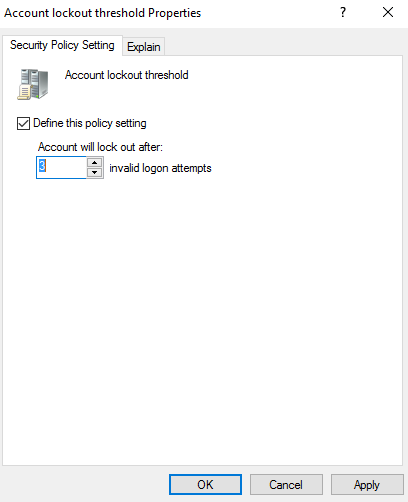 Account lockout threshold Properties
?
Security Policy Setting
Explain
Account lockout threshold
Define this policy setting
Account will lock out after:
3 invalid logon attempts
OK
Cancel
Apply